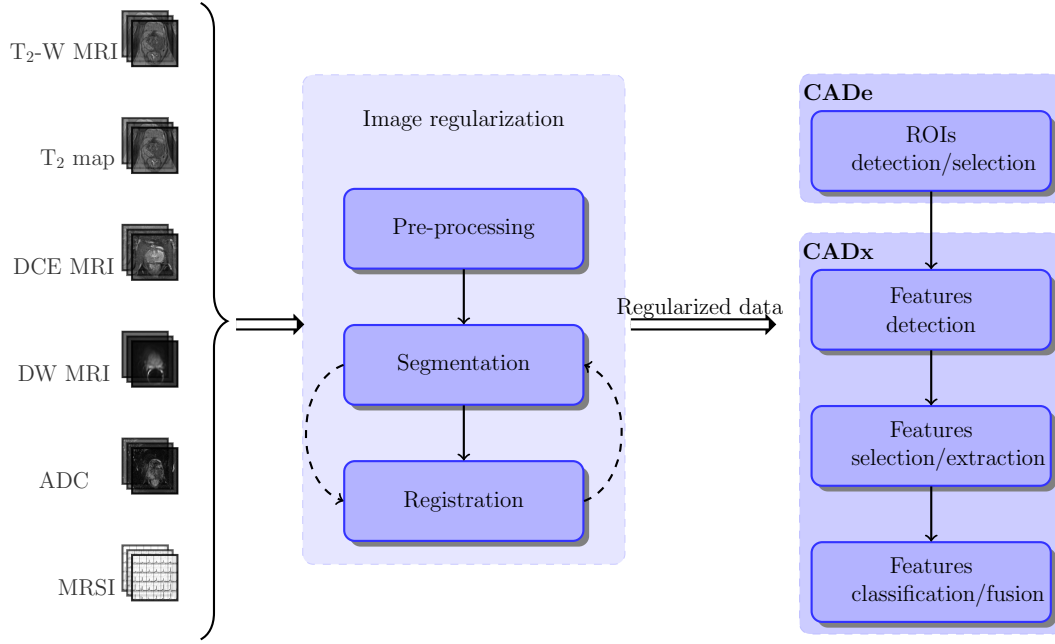 T₂-W MRI
T₂ map
DCE MRI
DW MRI
ADC
MRSI
Image regularization
Pre-processing
Segmentation
Registration
Regularized data
CADe
ROIs
detection/selection
CADx
Features
detection
Features
selection/extraction
Features
classification/fusion